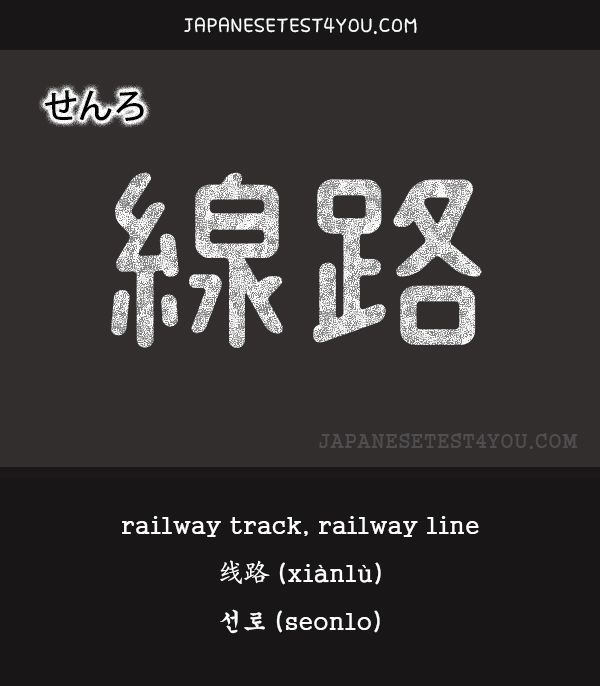 JAPANESETEST4YOU.COM
せんろ
線路
JAPANESETEST4YOU.COM
railway track, railway line
线路 (xiànlù)
선로 (seonlo)